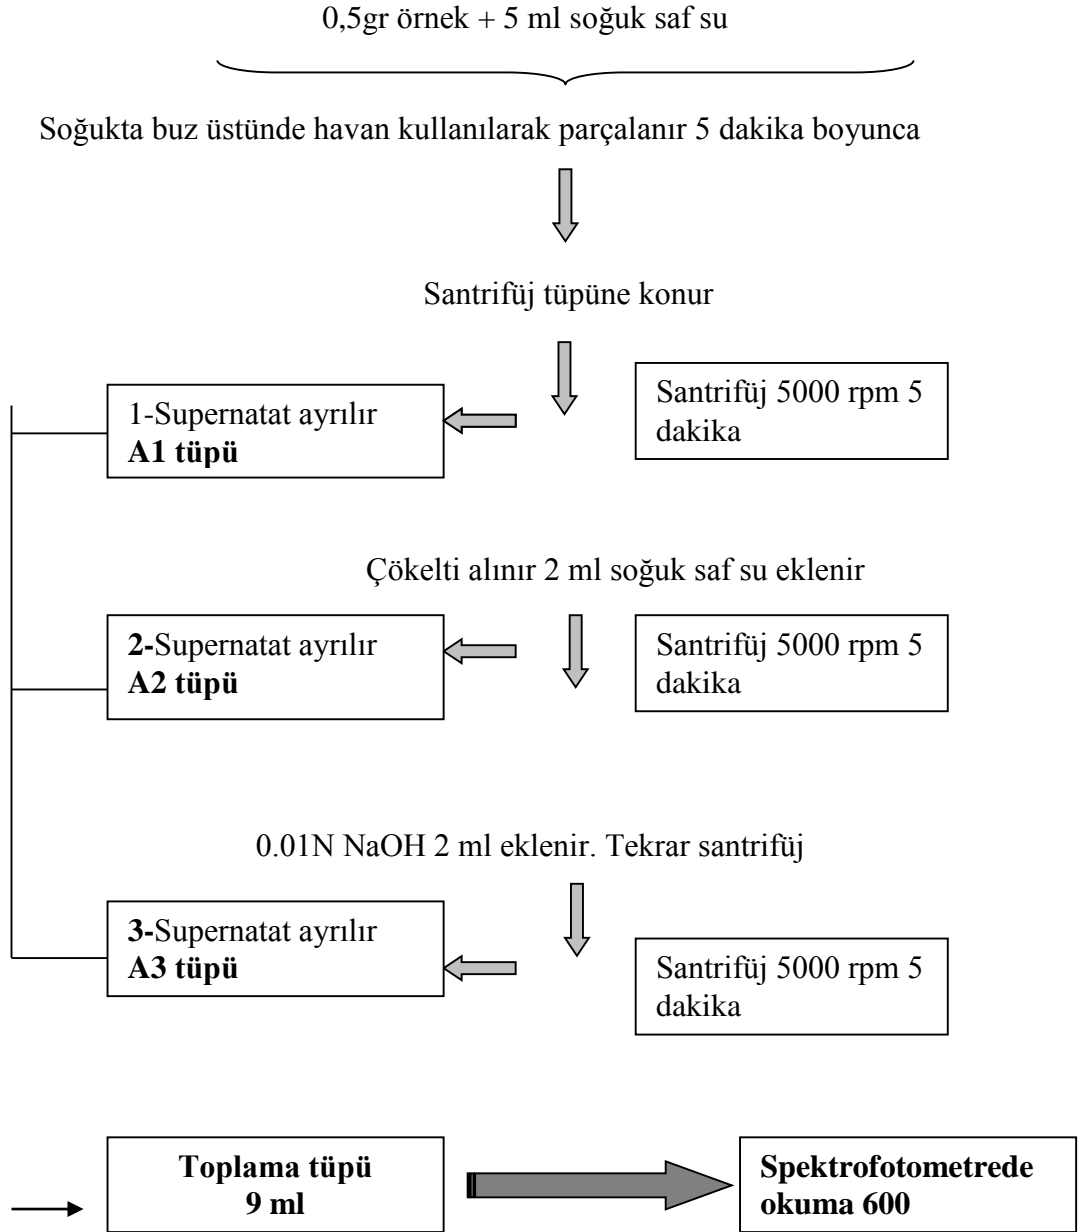 0,5gr örnek + 5 ml soğuk saf su
Soğukta buz üstünde havan kullanılarak parçalanır 5 dakika boyunca
Santrifüj tüpüne konur
1-Supernatat ayrılır
A1 tüpü
Santrifüj 5000 rpm 5
dakika
Çökelti alınır 2 ml soğuk saf su eklenir
2-Supernatat ayrılır
A2 tüpü
Santrifüj 5000 rpm 5
dakika
0.01N NaOH 2 ml eklenir. Tekrar santrifüj
3-Supernatat ayrılır
A3 tüpü
Santrifüj 5000 rpm 5
dakika
Toplama tüpü
9 ml
Spektrofotometrede
okuma 600